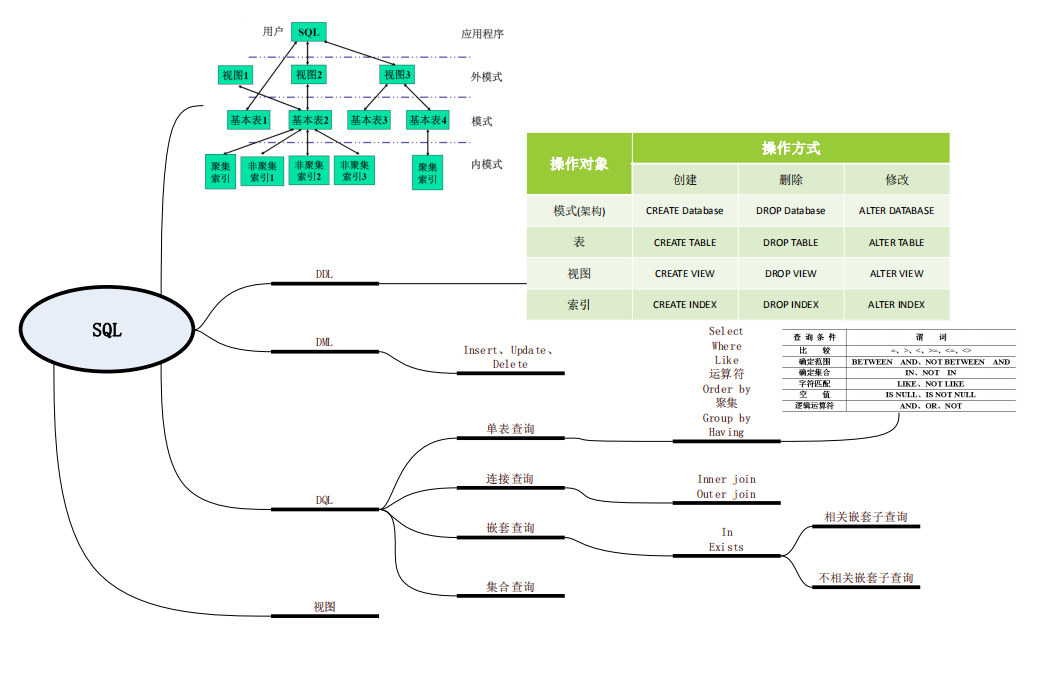 用户
SQL
应用程序
视图1
视图2
视图3
外模式
基本表1
基本表2
基本表3
基本表4
模式
聚集
索引
非聚集
索引1
非聚集
索引2
非聚集
索引3
聚集
索引
内模式
操作对象 操作方式
创建 删除 修改
模式(架构) CREATE Database DROP Database ALTER DATABASE
表 CREATE TABLE DROP TABLE ALTER TABLE
视图 CREATE VIEW DROP VIEW ALTER VIEW
索引 CREATE INDEX DROP INDEX ALTER INDEX
SQL
DDL
DML
Insert、Update、
Delete
Select
Where
Like
运算符
Order by
聚集
Group by
Having
查询条件 谓词
比较 =、>、<、>=、<=、<>
确定范围 BETWEEN AND、NOT BETWEEN AND
确定集合 IN、NOT IN
字符匹配 LIKE、NOT LIKE
空值 IS NULL、IS NOT NULL
逻辑运算符 AND、OR、NOT
DQL
单表查询
连接查询
Inner join
Outer join
嵌套查询
In
Exists
相关嵌套子查询
不相关嵌套子查询
集合查询
视图